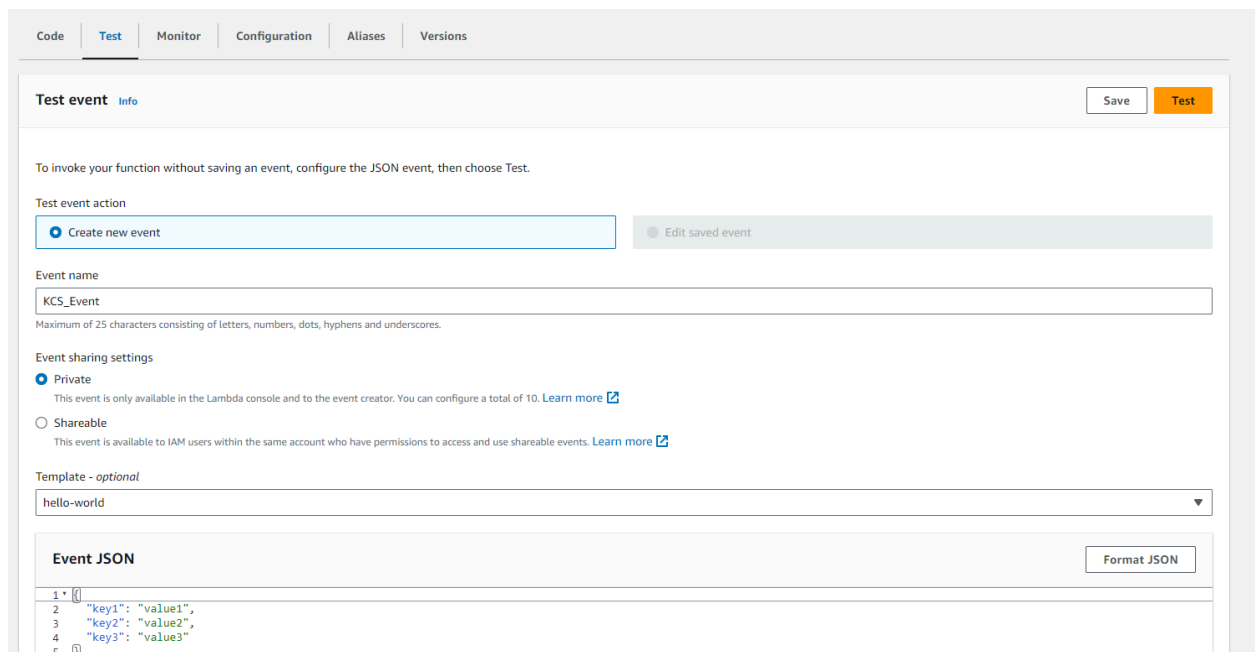 Code Test Monitor Configuration Aliases Versions
Test event Info Save Test
To invoke your function without saving an event, configure the JSON event, then choose Test.
Test event action
Create new event Edit saved event
Event name
KCS_Event
Maximum of 25 characters consisting of letters, numbers, dots, hyphens and underscores.
Event sharing settings
Private
This event is only available in the Lambda console and to the event creator. You can configure a total of 10. Learn more
Shareable
This event is available to IAM users within the same account who have permissions to access and use shareable events. Learn more
Template - optional
hello-world
Event JSON Format JSON
1 {
2 "key1": "value1",
3 "key2": "value2",
4 "key3": "value3"
5 }